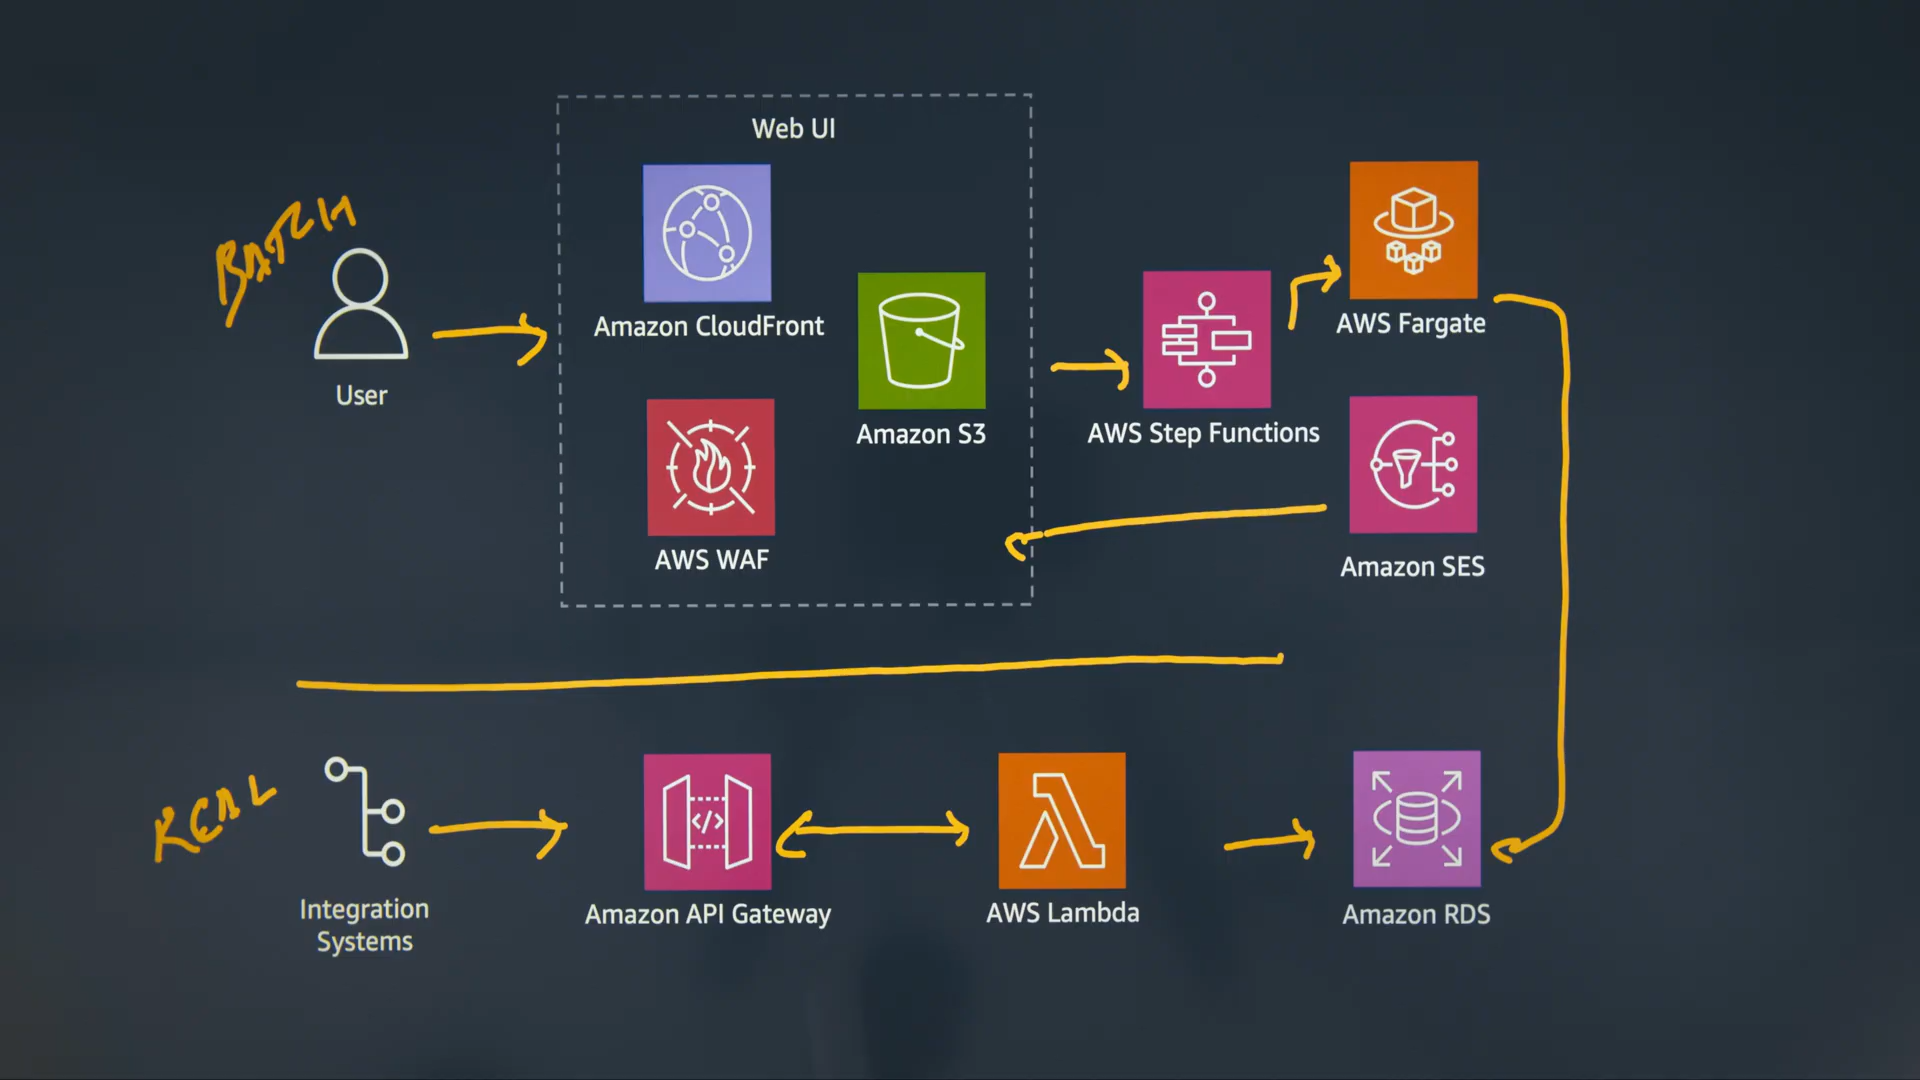 Web UI
BATCH
Amazon CloudFront
AWS Fargate
User
Amazon S3
AWS Step Functions
AWS WAF
Amazon SES
REAL
</>
Integration
Systems
Amazon API Gateway
AWS Lambda
Amazon RDS